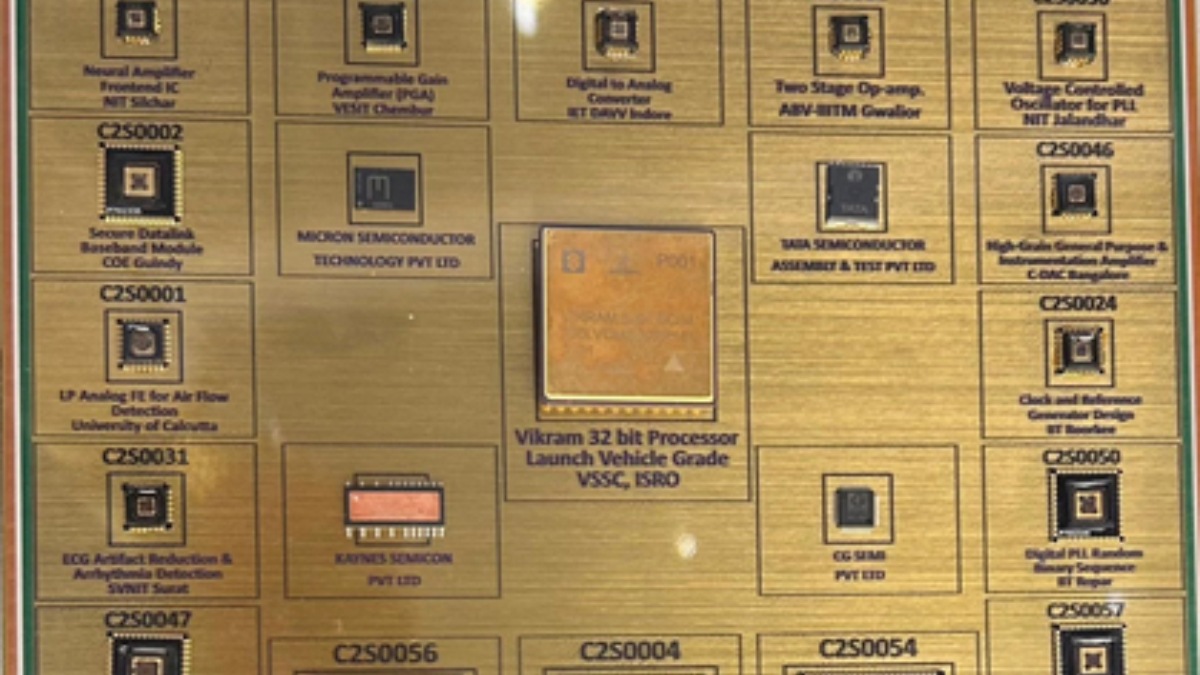 Neural Amplifier
Frontend IC
NIT Silchar
Programmable Gain
Amplifier (PGA)
VESIT Chembur
Digital to Analog
Converter
IET DAVV Indore
Two Stage Op-amp.
ABV-IIITM Gwalior
Voltage Controlled
Oscillator for PLL
NIT Jalandhar
C2S0002
Secure Datalink
Baseband Module
COE Guindy
MICRON SEMICONDUCTOR
TECHNOLOGY PVT LTD
TATA
TATA SEMICONDUCTOR
ASSEMBLY & TEST PVT LTD
C2S0046
High-Grain General Purpose &
Instrumentation Amplifier
C-DAC Bangalore
C2S0001
LP Analog FE for Air Flow
Detection
University of Calcutta
P001
Vikram 32 bit Processor
Launch Vehicle Grade
VSSC, ISRO
C2S0024
Clock and Reference
Generator Design
IIT Roorkee
C2S0031
ECG Artifact Reduction &
Arrhythmia Detection
SVNIT Surat
KAYNES SEMICON
PVT LTD
CG SEMI
PVT LTD
C2S0050
Digital PLL Random
Binary Sequence
IIT Ropar
C2S0047
C2S0056
C2S0004
C2S0054
C2S0057